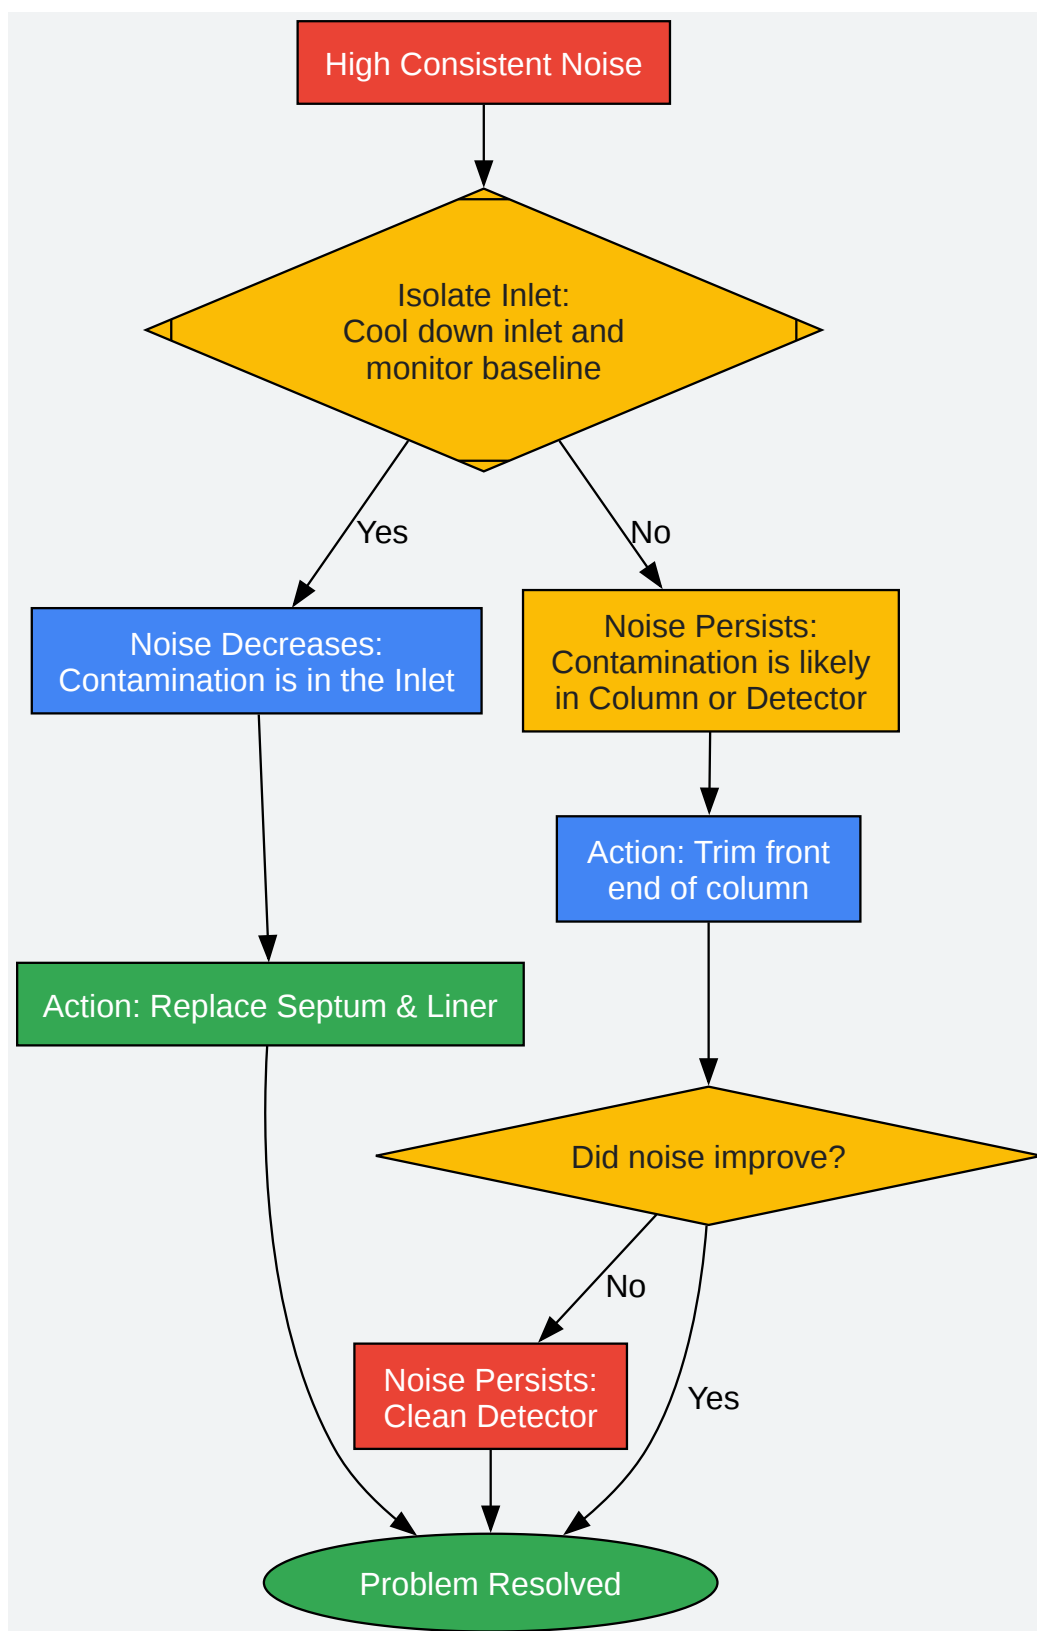 High Consistent Noise
Isolate Inlet:
Cool down inlet and
monitor baseline
Yes
No
Noise Decreases:
Contamination is in the Inlet
Noise Persists:
Contamination is likely
in Column or Detector
Action: Trim front
end of column
Action: Replace Septum & Liner
Did noise improve?
No
Yes
Noise Persists:
Clean Detector
Problem Resolved